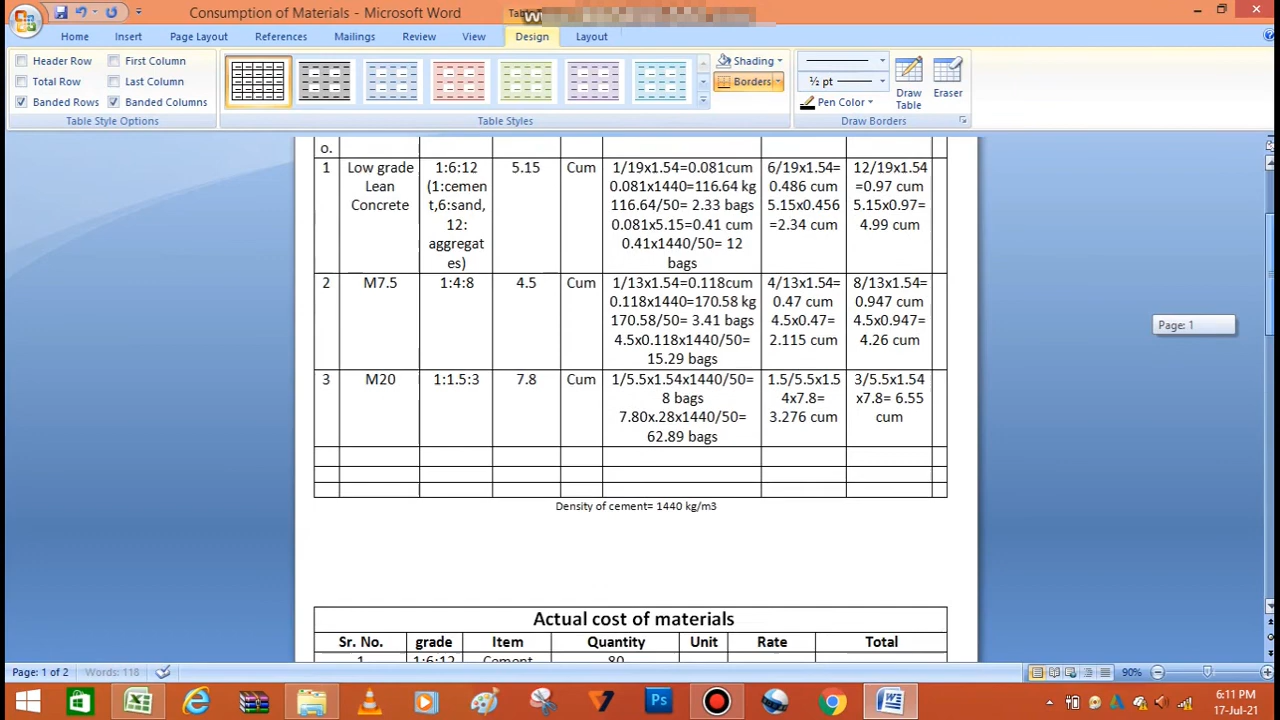 Consumption of Materials - Microsoft Word
Home Insert Page Layout References Mailings Review View Design Layout
Header Row First Column
Total Row Last Column
Banded Rows Banded Columns
Table Style Options
Table Styles
Shading
Borders
½ pt
Pen Color
Draw Table
Eraser
Draw Borders
o.
1
Low grade
Lean
Concrete
1:6:12
(1:cemen
t,6:sand,
12:
aggregat
es)
5.15
Cum
1/19x1.54=0.081cum
0.081x1440=116.64 kg
116.64/50= 2.33 bags
0.081x5.15=0.41 cum
0.41x1440/50= 12
bags
6/19x1.54=
0.486 cum
5.15x0.456
=2.34 cum
12/19x1.54
=0.97 cum
5.15x0.97=
4.99 cum
2
M7.5
1:4:8
4.5
Cum
1/13x1.54=0.118cum
0.118x1440=170.58 kg
170.58/50= 3.41 bags
4.5x0.118x1440/50=
15.29 bags
4/13x1.54=
0.47 cum
4.5x0.47=
2.115 cum
8/13x1.54=
0.947 cum
4.5x0.947=
4.26 cum
3
M20
1:1.5:3
7.8
Cum
1/5.5x1.54x1440/50=
8 bags
7.80x.28x1440/50=
62.89 bags
1.5/5.5x1.5
4x7.8=
3.276 cum
3/5.5x1.54
x7.8= 6.55
cum
Density of cement= 1440 kg/m3
Page: 1
Actual cost of materials
Sr. No. grade Item Quantity Unit Rate Total
1 1:6:12 Cement 80
Page: 1 of 2 Words: 118 90%
Ps
6:11 PM
17-Jul-21